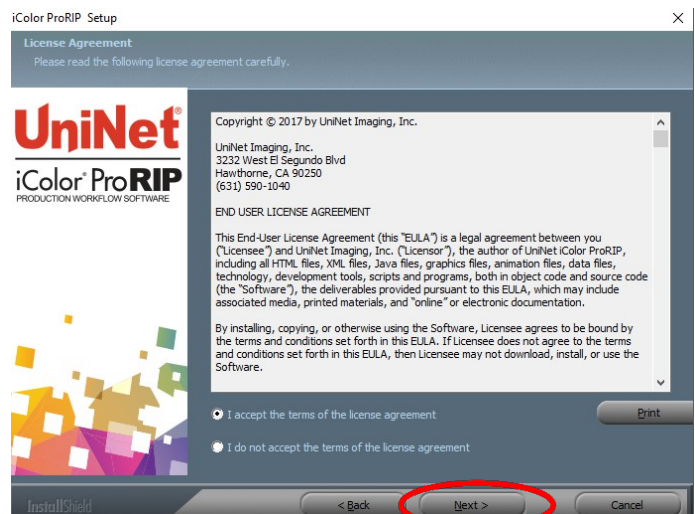 iColor ProRIP Setup
License Agreement
Please read the following license agreement carefully.
UniNet®
iColor® ProRIP
PRODUCTION WORKFLOW SOFTWARE
Copyright © 2017 by UniNet Imaging, Inc.
UniNet Imaging, Inc.
3232 West El Segundo Blvd
Hawthorne, CA 90250
(631) 590-1040
END USER LICENSE AGREEMENT
This End-User License Agreement (this "EULA") is a legal agreement between you
("Licensee") and UniNet Imaging, Inc. ("Licensor"), the author of UniNet iColor ProRIP,
including all HTML files, XML files, Java files, graphics files, animation files, data files,
technology, development tools, scripts and programs, both in object code and source code
(the "Software"), the deliverables provided pursuant to this EULA, which may include
associated media, printed materials, and "online" or electronic documentation.
By installing, copying, or otherwise using the Software, Licensee agrees to be bound by
the terms and conditions set forth in this EULA. If Licensee does not agree to the terms
and conditions set forth in this EULA, then Licensee may not download, install, or use the
Software.
I accept the terms of the license agreement
Print
I do not accept the terms of the license agreement
InstallShield
< Back
Next >
Cancel